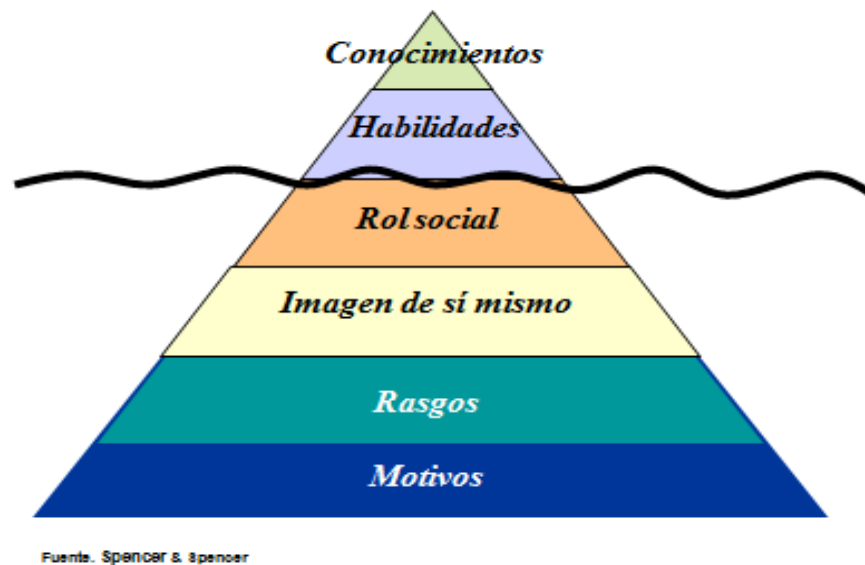 Conocimientos
Habilidades
Rol social
Imagen de sí mismo
Rasgos
Motivos
Fuente. Spencer & Spencer